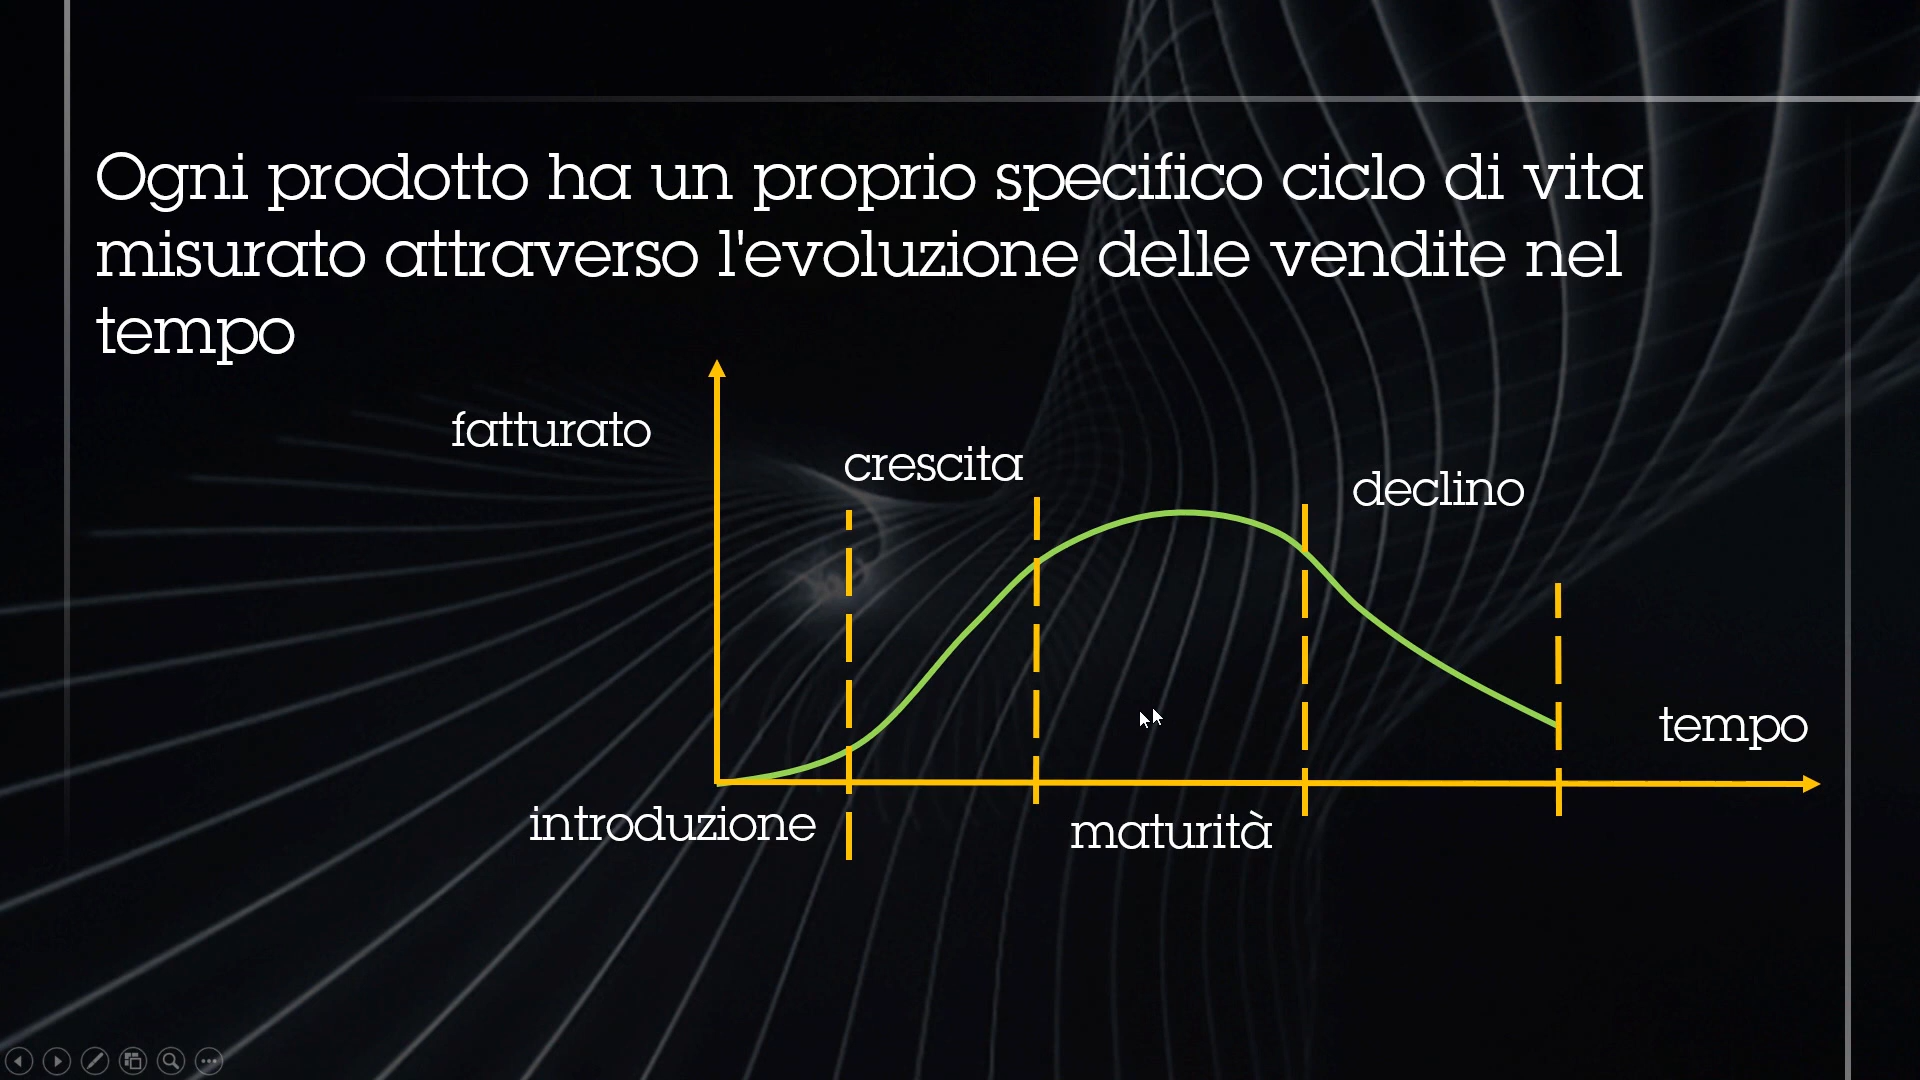 Ogni prodotto ha un proprio specifico ciclo di vita
misurato attraverso l'evoluzione delle vendite nel
tempo
fatturato
crescita
declino
tempo
introduzione
maturità